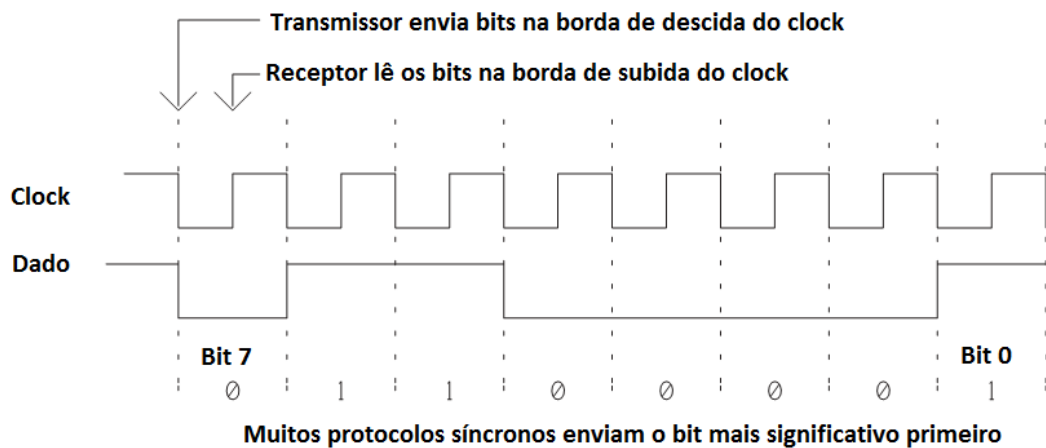 Transmissor envia bits na borda de descida do clock
Receptor lê os bits na borda de subida do clock
Clock
Dado
Bit 7
Bit 0
0 1 1 0 0 0 0 1
Muitos protocolos síncronos enviam o bit mais significativo primeiro